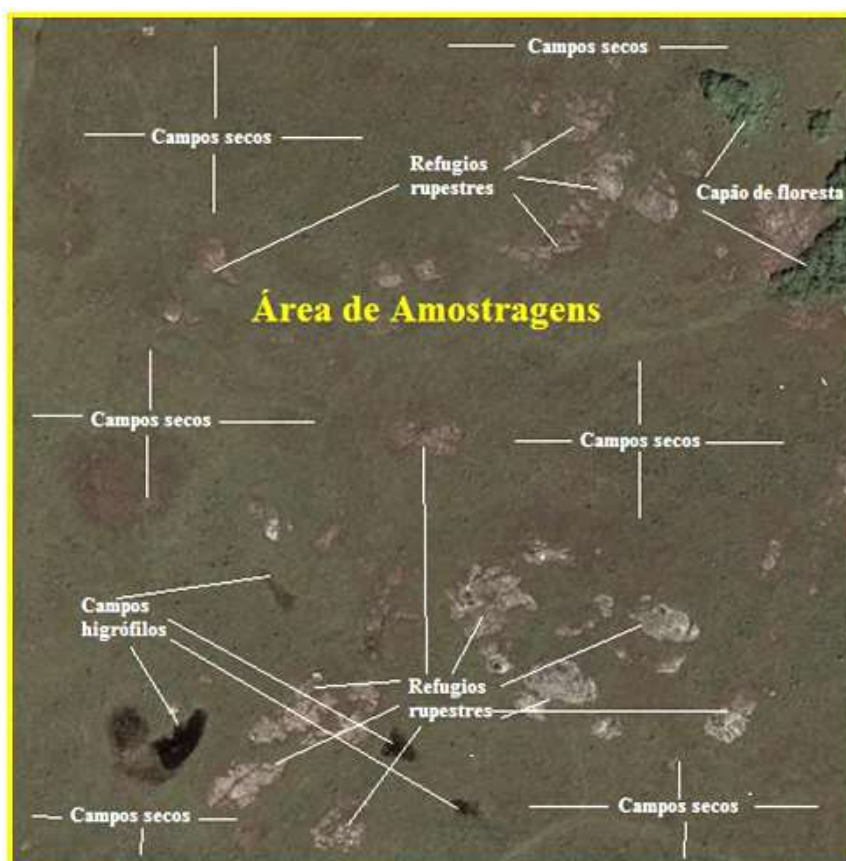 Campos secos
Campos secos
Refugios
rupestres
Capão de floresta
Área de Amostragens
Campos secos
Campos secos
Campos
higrófilos
Refugios
rupestres
Campos secos
Campos secos